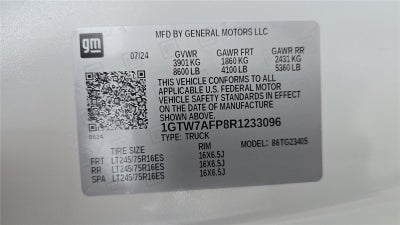 gm
MFD BY GENERAL MOTORS LLC
07/24 GVWR GAWR FRT GAWR RR
3901 KG 1860 KG 2431 KG
8600 LB 4100 LB 5360 LB
THIS VEHICLE CONFORMS TO ALL
APPLICABLE U.S. FEDERAL MOTOR
VEHICLE SAFETY STANDARDS IN
EFFECT ON THE DATE OF
MANUFACTURE SHOWN ABOVE.
1GTW7AFP8R1233096
TYPE: TRUCK
TIRE SIZE RIM 86TG23405
FRT LT245/75R16ES 16X6.5J
RR LT245/75R16ES 16X6.5J
SPA LT245/75R16ES 16X6.5J